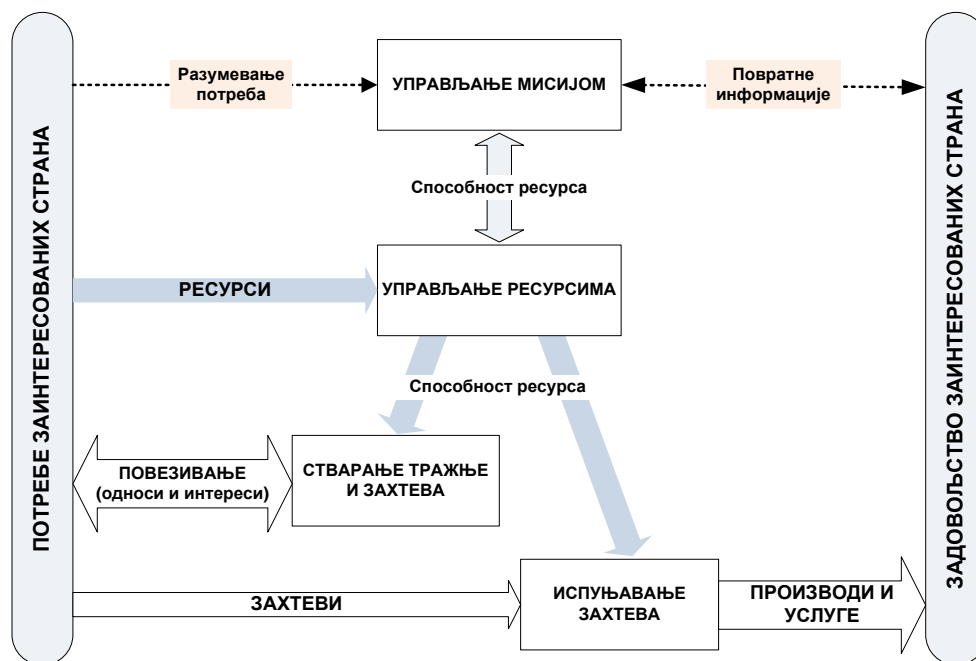 ПОТРЕБЕ ЗАИНТЕРЕСОВАНИХ СТРАНА
Разумевање
потреба
УПРАВЉАЊЕ МИСИЈОМ
Повратне
информације
ЗАДОВОЉСТВО ЗАИНТЕРЕСОВАНИХ СТРАНА
Способност ресурса
РЕСУРСИ
УПРАВЉАЊЕ РЕСУРСИМА
Способност ресурса
ПОВЕЗИВАЊЕ
(односи и интереси)
СТВАРАЊЕ ТРАЖЊЕ
И ЗАХТЕВА
ЗАХТЕВИ
ИСПУЊАВАЊЕ
ЗАХТЕВА
ПРОИЗВОДИ И
УСЛУГЕ